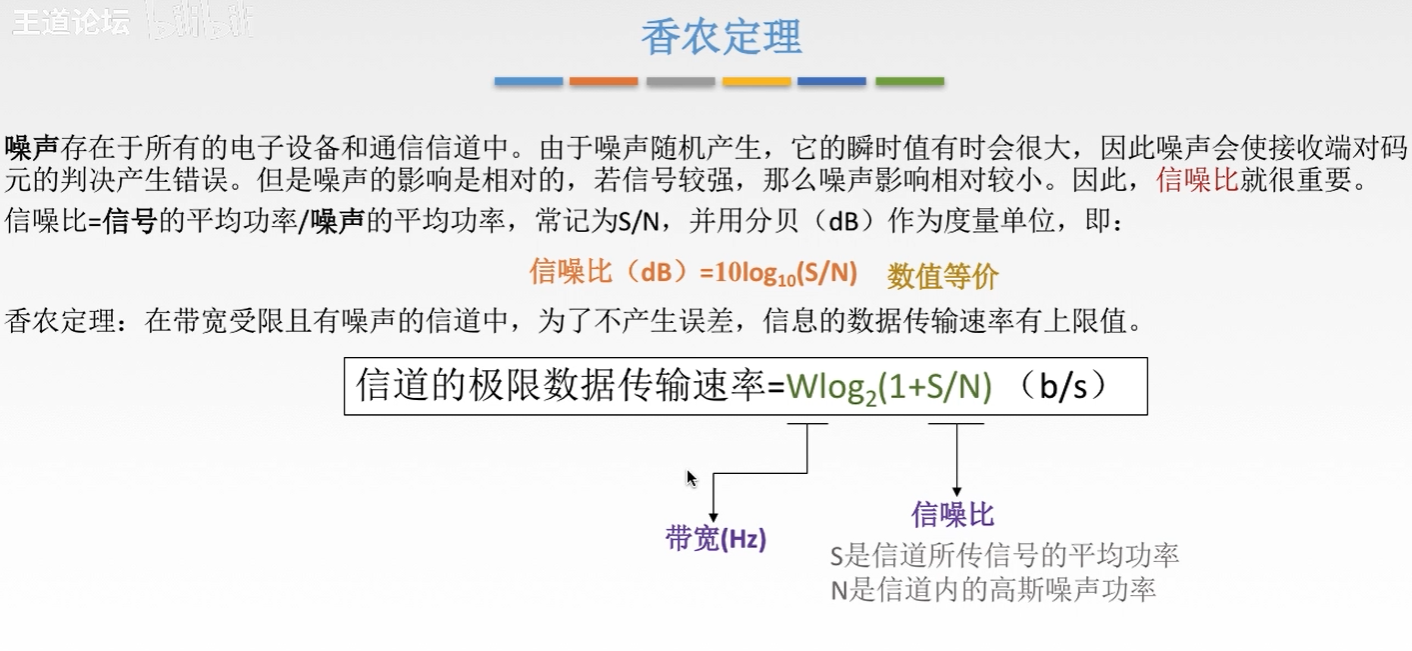 王道论坛 bilibili
香农定理
噪声存在于所有的电子设备和通信信道中。由于噪声随机产生，它的瞬时值有时会很大，因此噪声会使接收端对码
元的判决产生错误。但是噪声的影响是相对的，若信号较强，那么噪声影响相对较小。因此，信噪比就很重要。
信噪比=信号的平均功率/噪声的平均功率，常记为S/N，并用分贝（dB）作为度量单位，即：
信噪比（dB）=10log₁₀(S/N) 数值等价
香农定理：在带宽受限且有噪声的信道中，为了不产生误差，信息的数据传输速率有上限值。
信道的极限数据传输速率=Wlog₂(1+S/N) （b/s）
带宽(Hz)
信噪比
S是信道所传信号的平均功率
N是信道内的高斯噪声功率